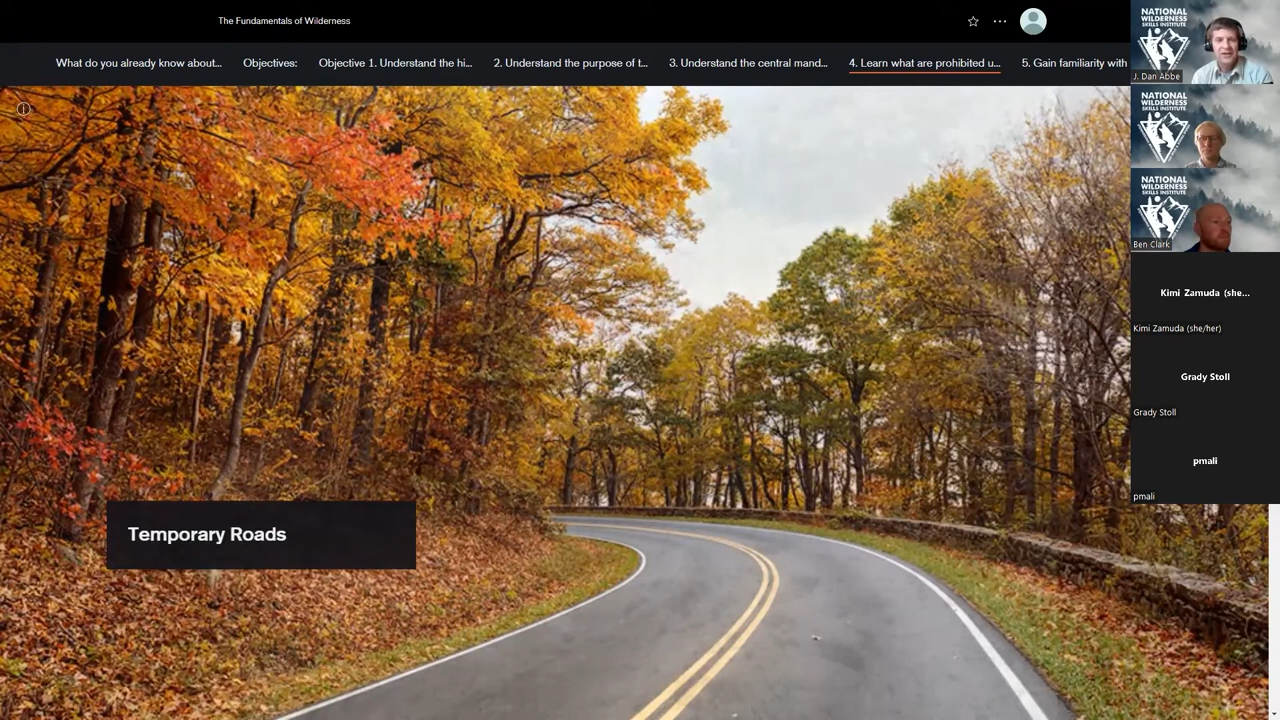 The Fundamentals of Wilderness
What do you already know about...
Objectives:
Objective 1. Understand the hi...
2. Understand the purpose of t...
3. Understand the central mand...
4. Learn what are prohibited u...
5. Gain familiarity with
Temporary Roads
NATIONAL
WILDERNESS
SKILLS INSTITUTE
J. Dan Abbe
NATIONAL
WILDERNESS
SKILLS INSTITUTE
NATIONAL
WILDERNESS
SKILLS INSTITUTE
Ben Clark
Kimi Zamuda (she...
Kimi Zamuda (she/her)
Grady Stoll
Grady Stoll
pmali
pmali